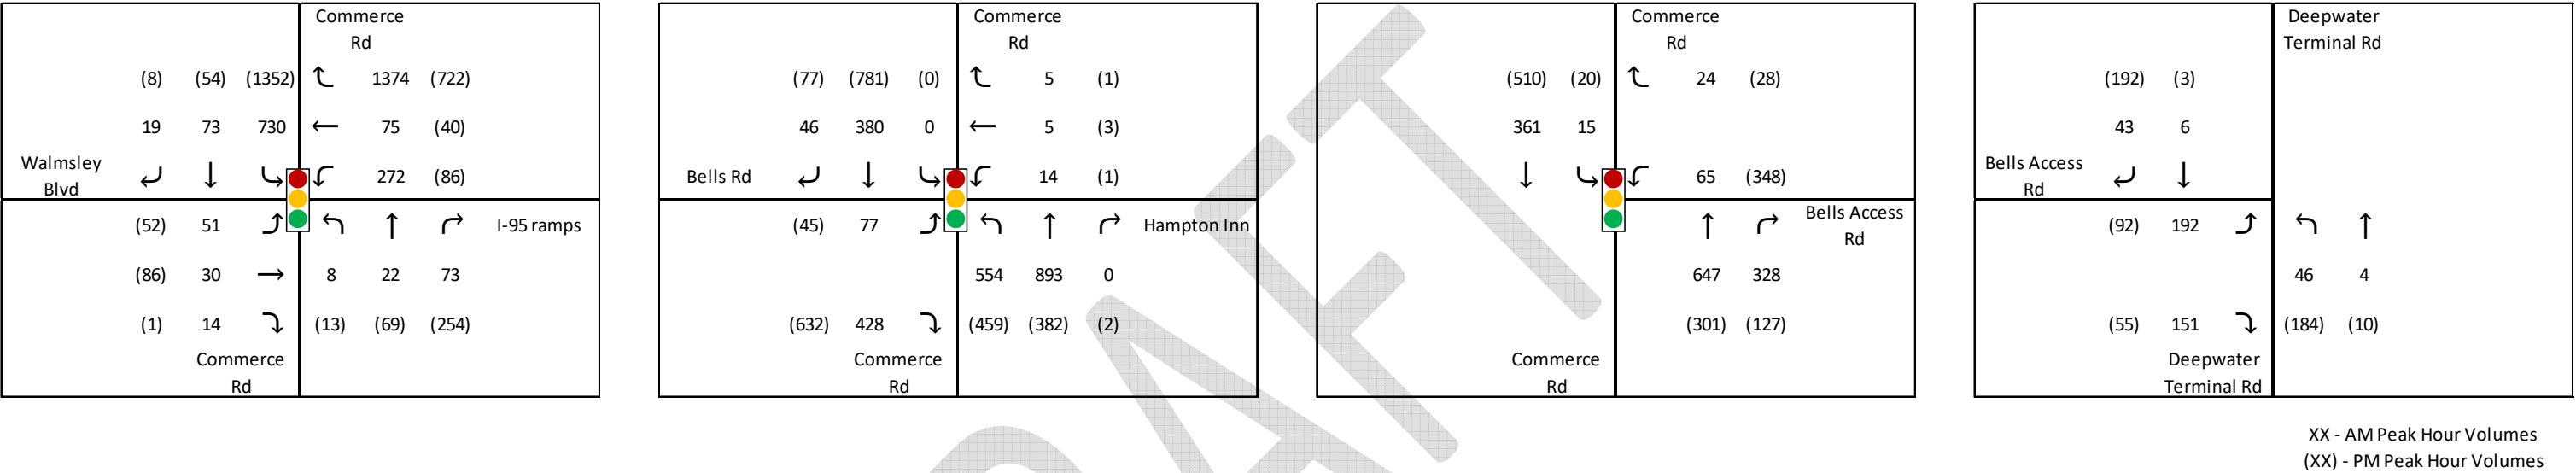 Commerce
Rd
(8) (54) (1352) 1374 (722)
19 73 730 75 (40)
Walmsley
Blvd
272 (86)
(52) 51 I-95 ramps
(86) 30 8 22 73
(1) 14 (13) (69) (254)
Commerce
Rd
Commerce
Rd
(77) (781) (0) 5 (1)
46 380 0 5 (3)
Bells Rd 14 (1)
(45) 77 Hampton Inn
554 893 0
(632) 428 (459) (382) (2)
Commerce
Rd
Commerce
Rd
(510) (20) 24 (28)
361 15
65 (348)
Bells Access
Rd
647 328
(301) (127)
Commerce
Rd
Deepwater
Terminal Rd
(192) (3)
43 6
Bells Access
Rd
(92) 192
46 4
(55) 151 (184) (10)
Deepwater
Terminal Rd
XX - AM Peak Hour Volumes
(XX) - PM Peak Hour Volumes
DRAFT